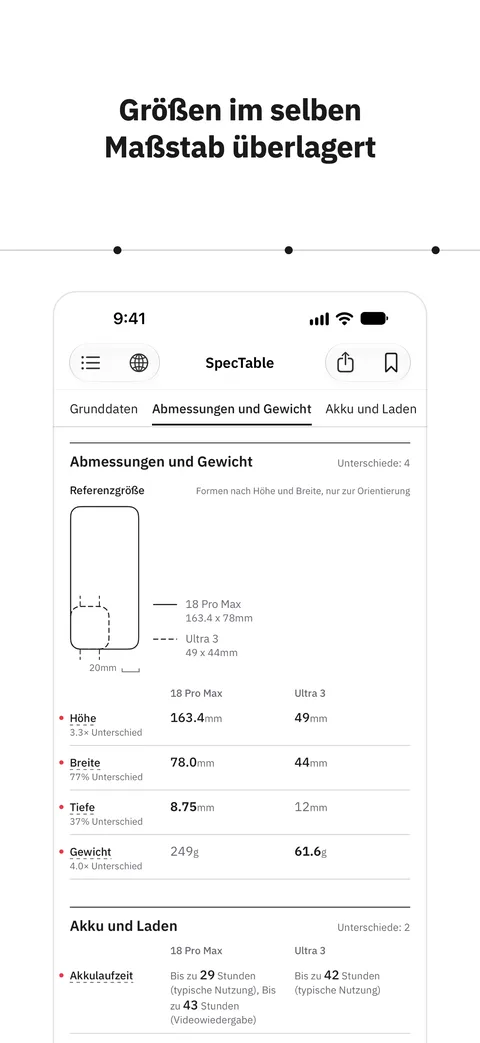 Größen im selben
Maßstab überlagert
9:41
SpecTable
Grunddaten Abmessungen und Gewicht Akku und Laden
Abmessungen und Gewicht Unterschiede: 4
Referenzgröße Formen nach Höhe und Breite, nur zur Orientierung
18 Pro Max
163.4 x 78mm
Ultra 3
49 x 44mm
20mm
18 Pro Max Ultra 3
Höhe 163.4mm 49mm
3.3× Unterschied
Breite 78.0mm 44mm
77% Unterschied
Tiefe 8.75mm 12mm
37% Unterschied
Gewicht 249g 61.6g
4.0× Unterschied
Akku und Laden Unterschiede: 2
18 Pro Max Ultra 3
Akkulaufzeit Bis zu 29 Stunden Bis zu 42 Stunden
(typische Nutzung), Bis (typische Nutzung)
zu 43 Stunden
(Videowiedergabe)